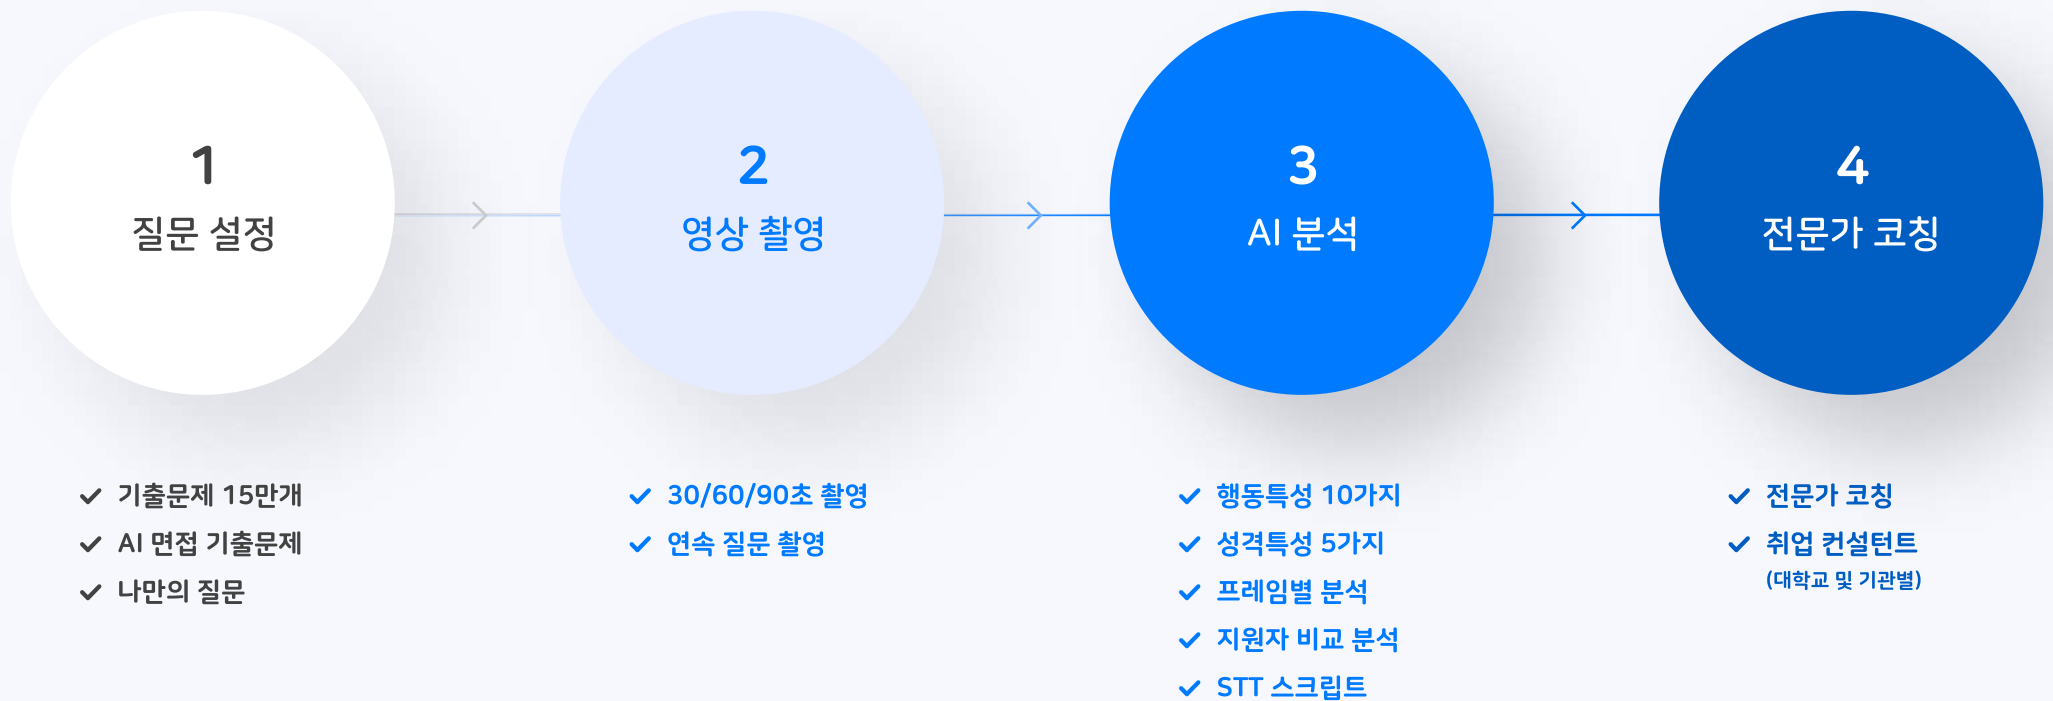 1
질문 설정
기출문제 15만개
AI 면접 기출문제
나만의 질문
2
영상 촬영
30/60/90초 촬영
연속 질문 촬영
3
AI 분석
행동특성 10가지
성격특성 5가지
프레임별 분석
지원자 비교 분석
STT 스크립트
4
전문가 코칭
전문가 코칭
취업 컨설턴트
(대학교 및 기관별)